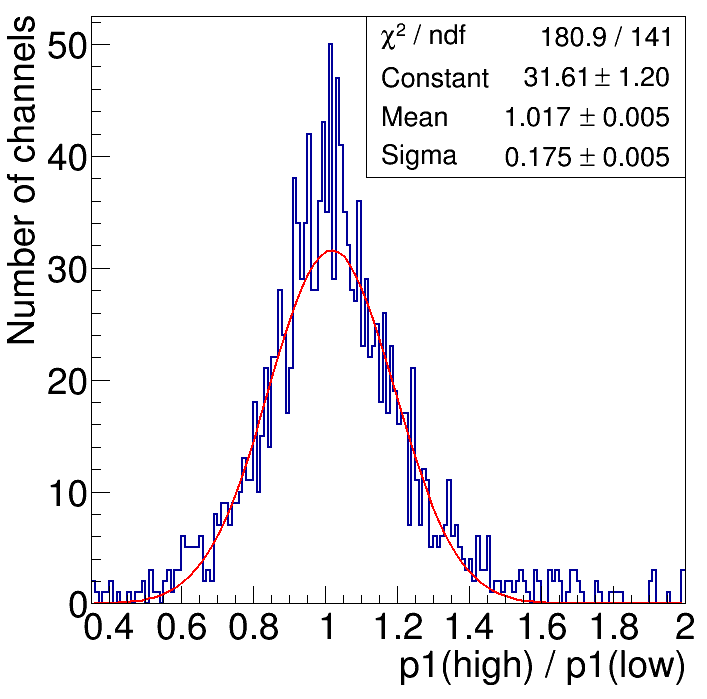 Number of channels
50
40
30
20
10
0
χ² / ndf 180.9 / 141
Constant 31.61 ± 1.20
Mean 1.017 ± 0.005
Sigma 0.175 ± 0.005
0.4 0.6 0.8 1 1.2 1.4 1.6 1.8 2
p1(high) / p1(low)